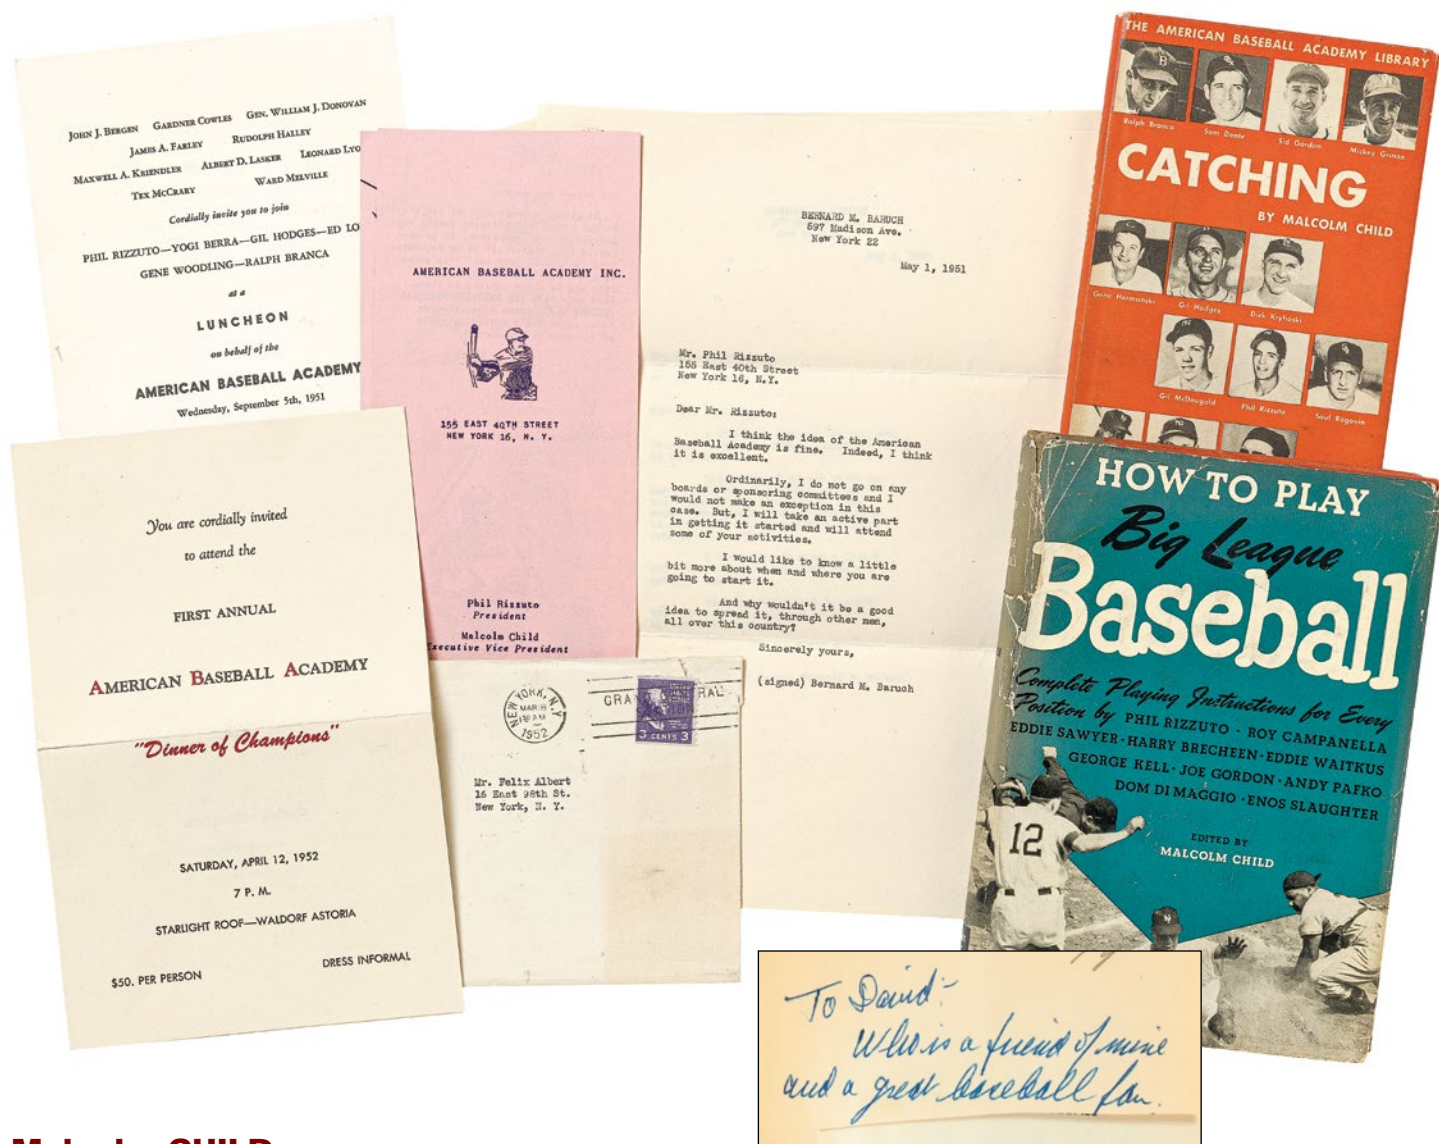 JOHN J. BERGEN GARDNER COWLES GEN. WILLIAM J. DONOVAN
JAMES A. FARLEY RUDOLPH HALLEY
MAXWELL A. KRIENDLER ALBERT D. LASKER LEONARD LYO
TEX MCCRARY WARD MELVILLE
Cordially invite you to join
PHIL RIZZUTO—YOGI BERRA—GIL HODGES—ED LO
GENE WOODLING—RALPH BRANCA
at a
LUNCHEON
on behalf of the
AMERICAN BASEBALL ACADEMY
Wednesday, September 5th, 1951
You are cordially invited
to attend the
FIRST ANNUAL
AMERICAN BASEBALL ACADEMY
"Dinner of Champions"
SATURDAY, APRIL 12, 1952
7 P. M.
STARLIGHT ROOF—WALDORF ASTORIA
$50. PER PERSON DRESS INFORMAL
AMERICAN BASEBALL ACADEMY INC.
155 EAST 40TH STREET
NEW YORK 16, N. Y.
Phil Rizzuto
President
Malcolm Child
Executive Vice President
NEW YORK, N.Y.
MAR 18
AM
1952
GRA RAL
3 CENTS 3
Mr. Felix Albert
16 East 98th St.
New York, N. Y.
BERNARD M. BARUCH
597 Madison Ave.
New York 22
May 1, 1951
Mr. Phil Rizzuto
155 East 40th Street
New York 16, N.Y.
Dear Mr. Rizzuto:
I think the idea of the American
Baseball Academy is fine. Indeed, I think
it is excellent.
Ordinarily, I do not go on any
boards or sponsoring committees and I
would not make an exception in this
case. But, I will take an active part
in getting it started and will attend
some of your activities.
I would like to know a little
bit more about when and where you are
going to start it.
And why wouldn't it be a good
idea to spread it, through other men,
all over this country?
Sincerely yours,
(signed) Bernard M. Baruch
THE AMERICAN BASEBALL ACADEMY LIBRARY
Ralph Branca Sam Dente Sid Gordon Mickey Grasso
CATCHING
BY MALCOLM CHILD
Gene Hermanski Gil Hodges Dick Kryhoski
Gil McDougald Phil Rizzuto Saul Rogovin
HOW TO PLAY
Big League
Baseball
Complete Playing Instructions for Every
Position by PHIL RIZZUTO · ROY CAMPANELLA
EDDIE SAWYER · HARRY BRECHEEN · EDDIE WAITKUS
GEORGE KELL · JOE GORDON · ANDY PAFKO
DOM DI MAGGIO · ENOS SLAUGHTER
EDITED BY
MALCOLM CHILD
12
To David:-
Who is a friend of mine
and a great baseball fan.